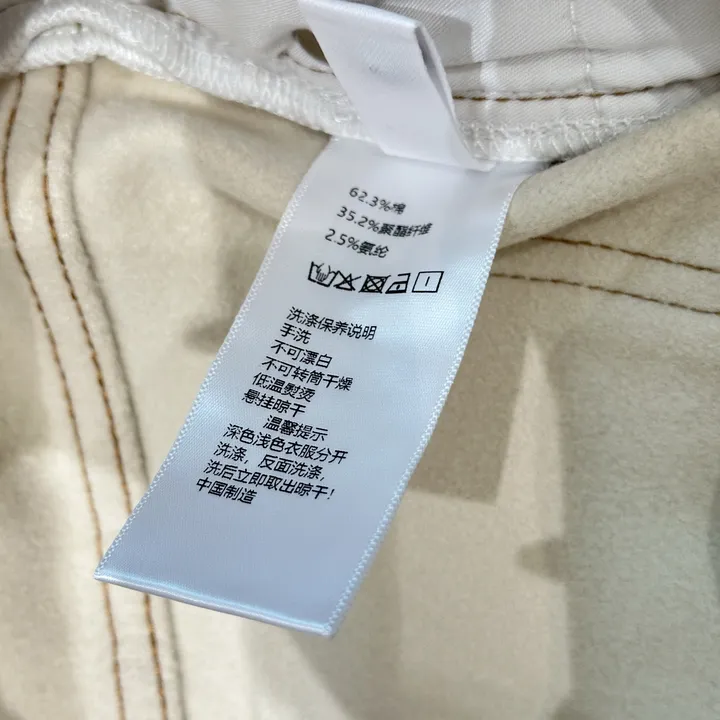 62.3%棉
35.2%聚酯纤维
2.5%氨纶
洗涤保养说明
手洗
不可漂白
不可转筒干燥
低温熨烫
悬挂晾干
温馨提示
深色浅色衣服分开
洗涤，反面洗涤，
洗后立即取出晾干！
中国制造